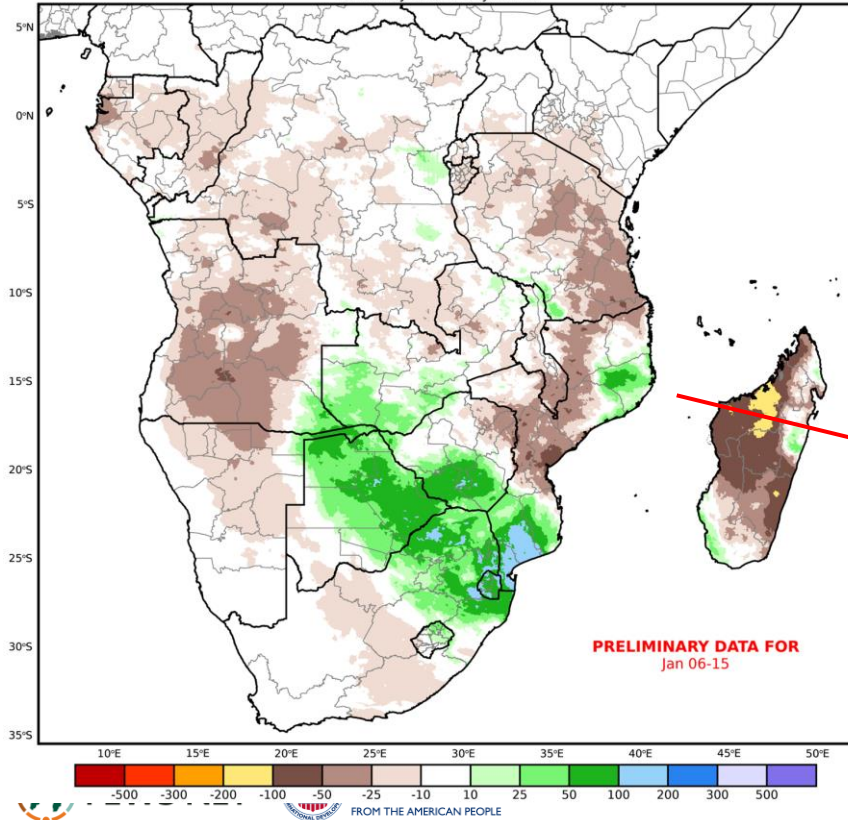 5°N
0°N
5°S
10°S
15°S
20°S
25°S
30°S
35°S
PRELIMINARY DATA FOR
Jan 06-15
10°E 15°E 20°E 25°E 30°E 35°E 40°E 45°E 50°E
-500 -300 -200 -100 -50 -25 -10 10 25 50 100 200 300 500
FROM THE AMERICAN PEOPLE